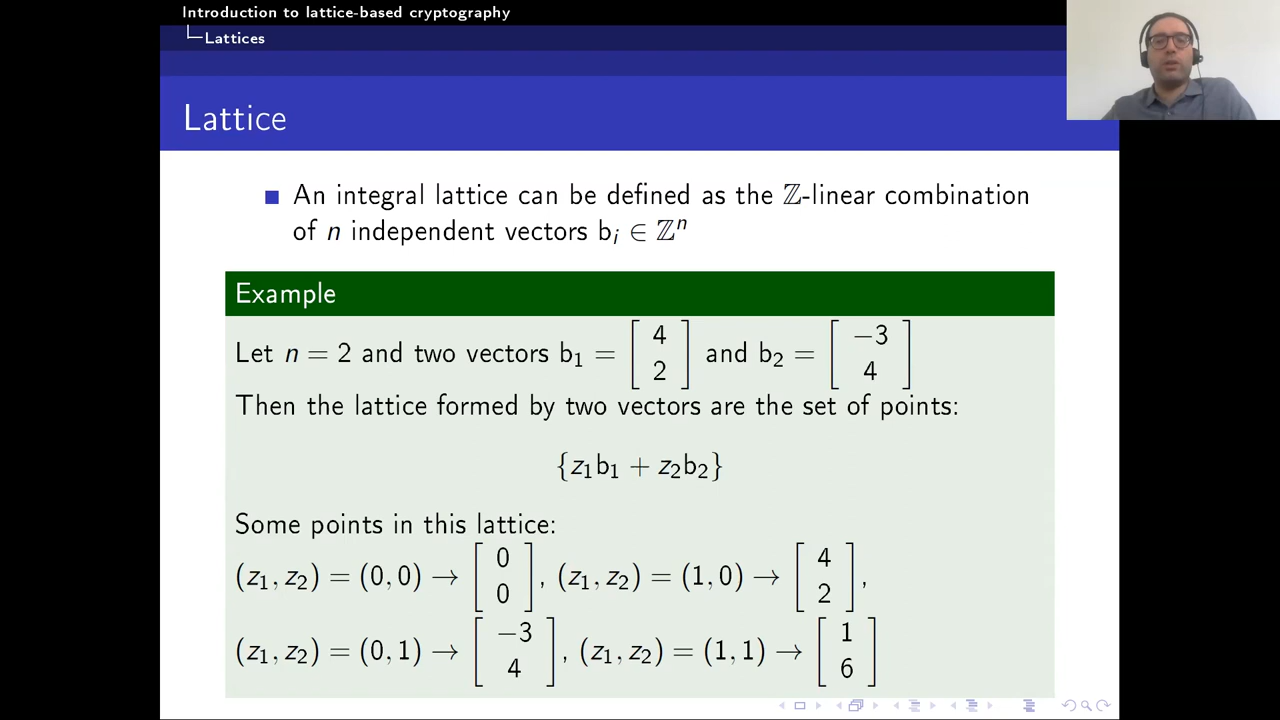 Introduction to lattice-based cryptography
Lattices
Lattice
An integral lattice can be defined as the ℤ-linear combination
of n independent vectors bᵢ ∈ ℤⁿ
Example
Let n = 2 and two vectors b₁ = [4 2] and b₂ = [−3 4]
Then the lattice formed by two vectors are the set of points:
{z₁b₁ + z₂b₂}
Some points in this lattice:
(z₁, z₂) = (0, 0) → [0 0], (z₁, z₂) = (1, 0) → [4 2],
(z₁, z₂) = (0, 1) → [−3 4], (z₁, z₂) = (1, 1) → [1 6]